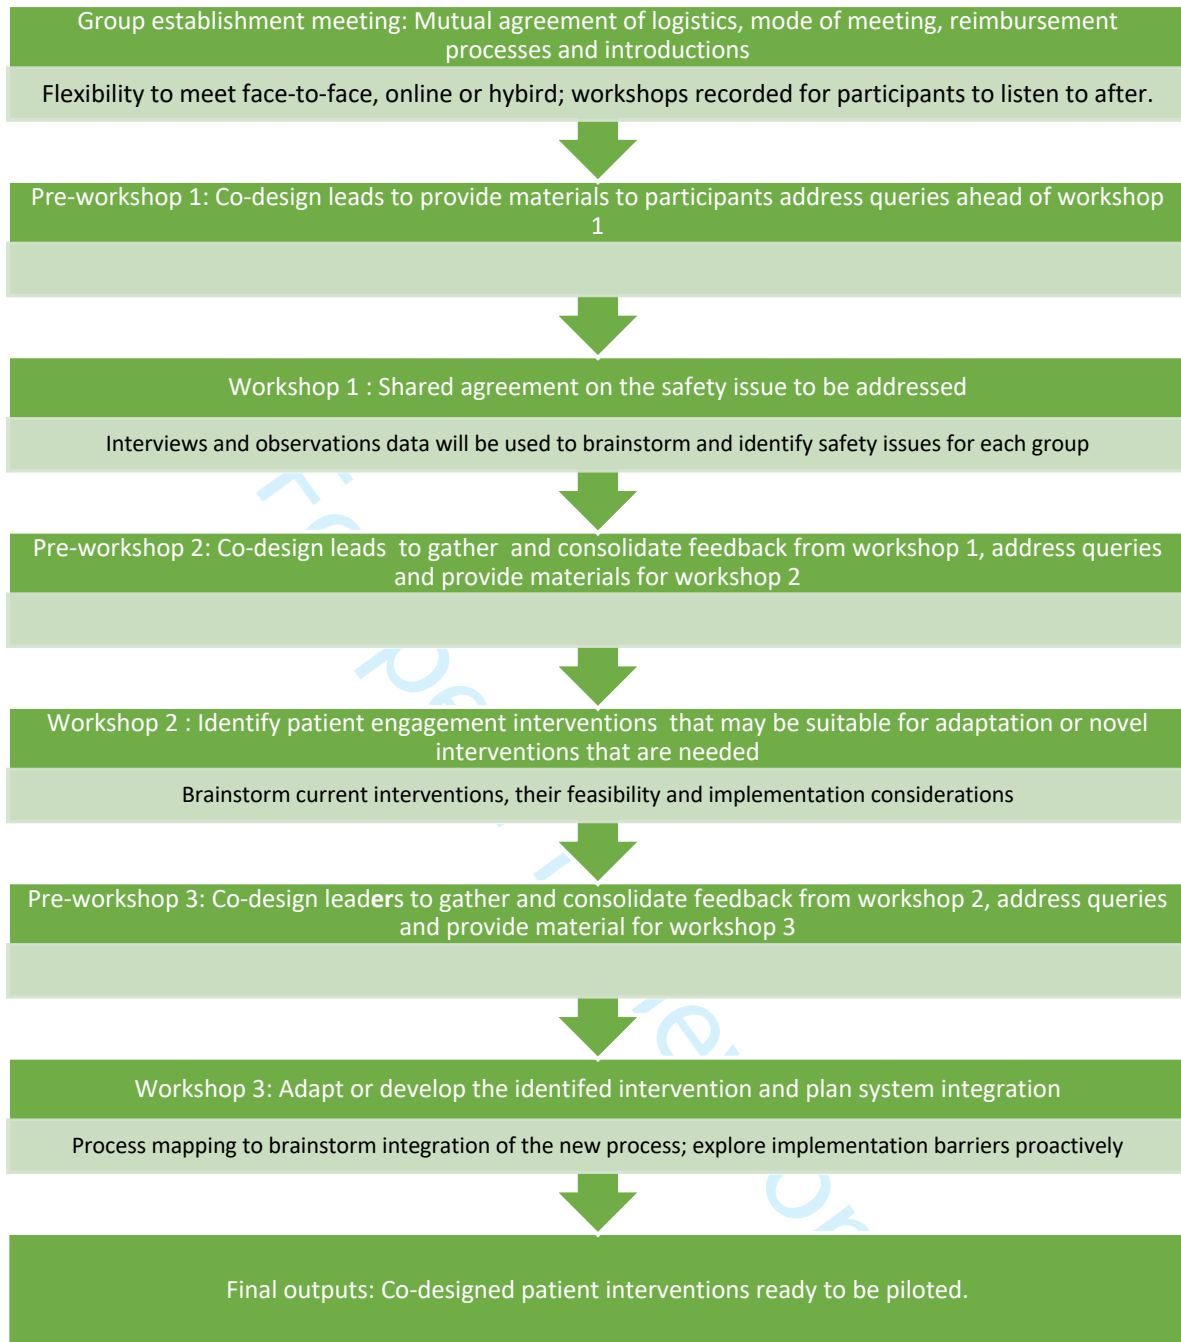 Group establishment meeting: Mutual agreement of logistics, mode of meeting, reimbursement
processes and introductions
Flexibility to meet face-to-face, online or hybird; workshops recorded for participants to listen to after.
Pre-workshop 1: Co-design leads to provide materials to participants address queries ahead of workshop
1
Workshop 1 : Shared agreement on the safety issue to be addressed
Interviews and observations data will be used to brainstorm and identify safety issues for each group
Pre-workshop 2: Co-design leads  to gather  and consolidate feedback from workshop 1, address queries
and provide materials for workshop 2
Workshop 2 : Identify patient engagement interventions  that may be suitable for adaptation or novel
interventions that are needed
Brainstorm current interventions, their feasibility and implementation considerations
Pre-workshop 3: Co-design leaders to gather and consolidate feedback from workshop 2, address queries
and provide material for workshop 3
Workshop 3: Adapt or develop the identifed intervention and plan system integration
Process mapping to brainstorm integration of the new process; explore implementation barriers proactively
Final outputs: Co-designed patient interventions ready to be piloted.